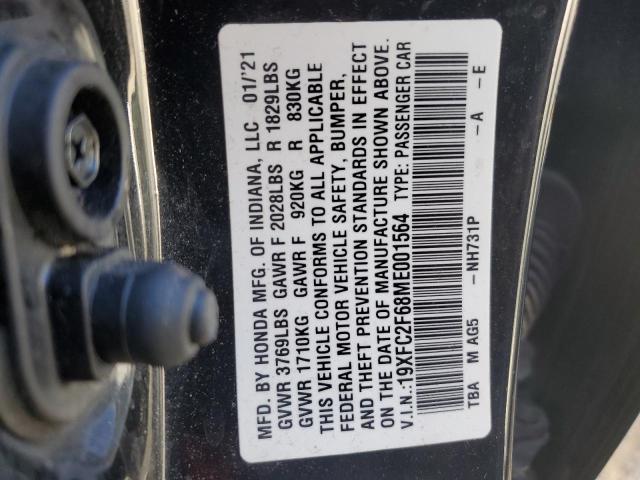 MFD. BY HONDA MFG. OF INDIANA, LLC 01/'21
GVWR 3769LBS GAWR F 2028LBS R 1829LBS
GVWR 1710KG GAWR F 920KG R 830KG
THIS VEHICLE CONFORMS TO ALL APPLICABLE
FEDERAL MOTOR VEHICLE SAFETY, BUMPER,
AND THEFT PREVENTION STANDARDS IN EFFECT
ON THE DATE OF MANUFACTURE SHOWN ABOVE.
V.I.N.:19XFC2F68ME001564 TYPE: PASSENGER CAR
TBA M AG5 -NH731P -A -E